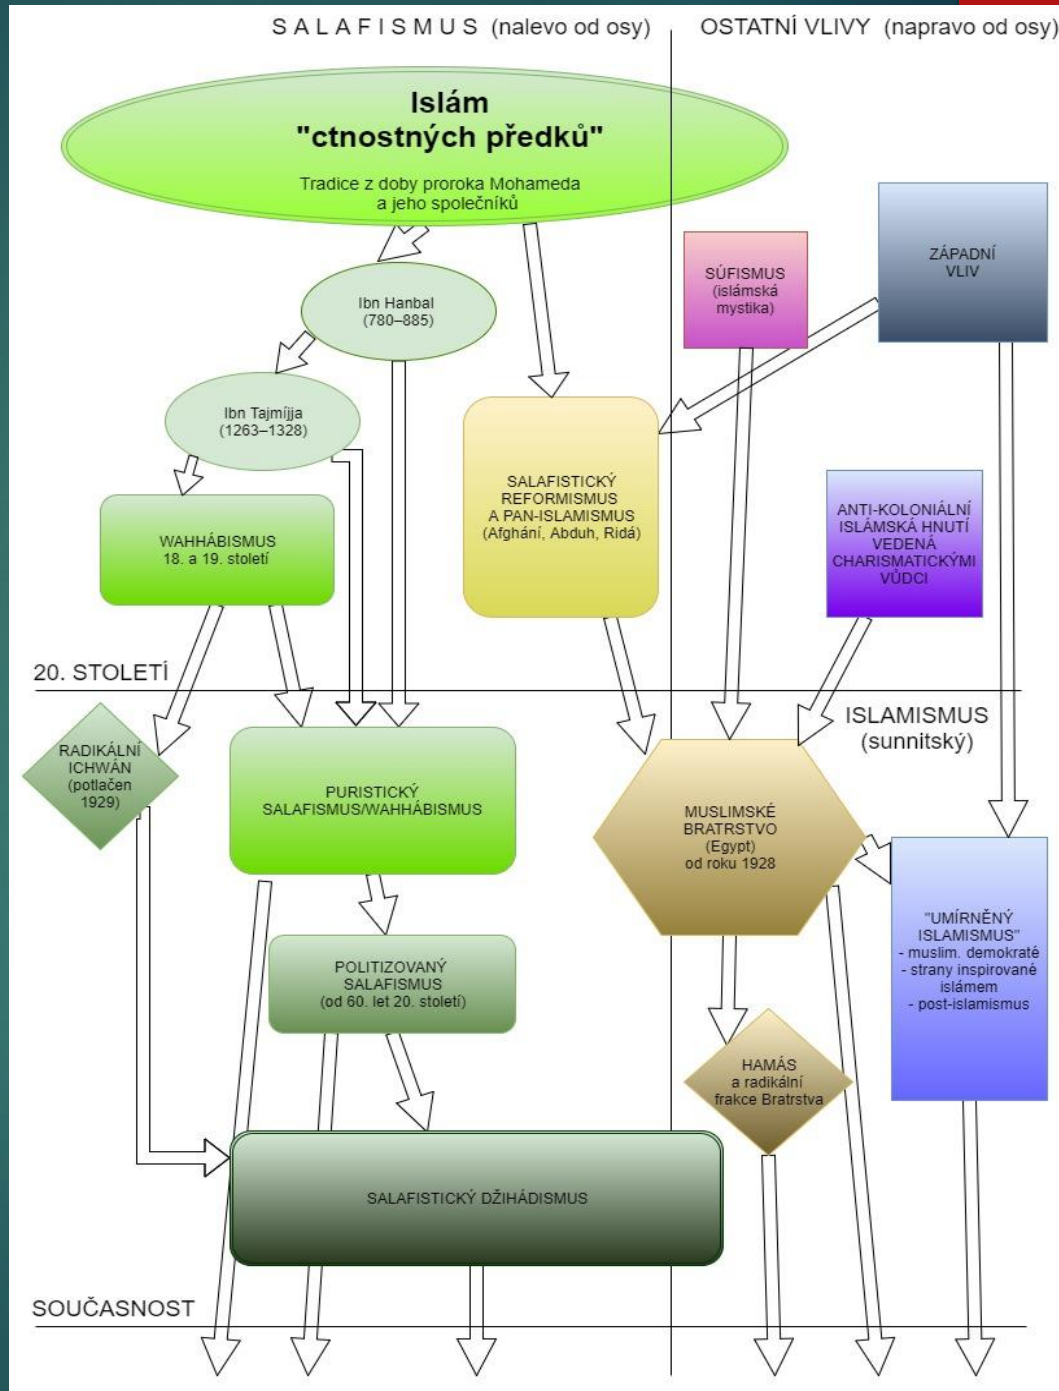 S A L A F I S M U S (nalevo od osy)
OSTATNÍ VLIVY (napravo od osy)
Islám
"ctnostných předků"
Tradice z doby proroka Mohameda
a jeho společníků
SÚFISMUS
(islámská
mystika)
ZÁPADNÍ
VLIV
Ibn Hanbal
(780–885)
Ibn Tajmíjja
(1263–1328)
SALAFISTICKÝ
REFORMISMUS
A PAN-ISLAMISMUS
(Afghání, Abduh, Ridá)
ANTI-KOLONIÁLNÍ
ISLÁMSKÁ HNUTÍ
VEDENÁ
CHARISMATICKÝMI
VŮDCI
WAHHÁBISMUS
18. a 19. století
20. STOLETÍ
ISLAMISMUS
(sunnitský)
RADIKÁLNÍ
ICHWÁN
(potlačen
1929)
PURISTICKÝ
SALAFISMUS/WAHHÁBISMUS
MUSLIMSKÉ
BRATRSTVO
(Egypt)
od roku 1928
"UMÍRNĚNÝ
ISLAMISMUS"
- muslim. demokraté
- strany inspirované
islámem
- post-islamismus
POLITIZOVANÝ
SALAFISMUS
(od 60. let 20. století)
HAMÁS
a radikální
frakce Bratrstva
SALAFISTICKÝ DŽIHÁDISMUS
SOUČASNOST